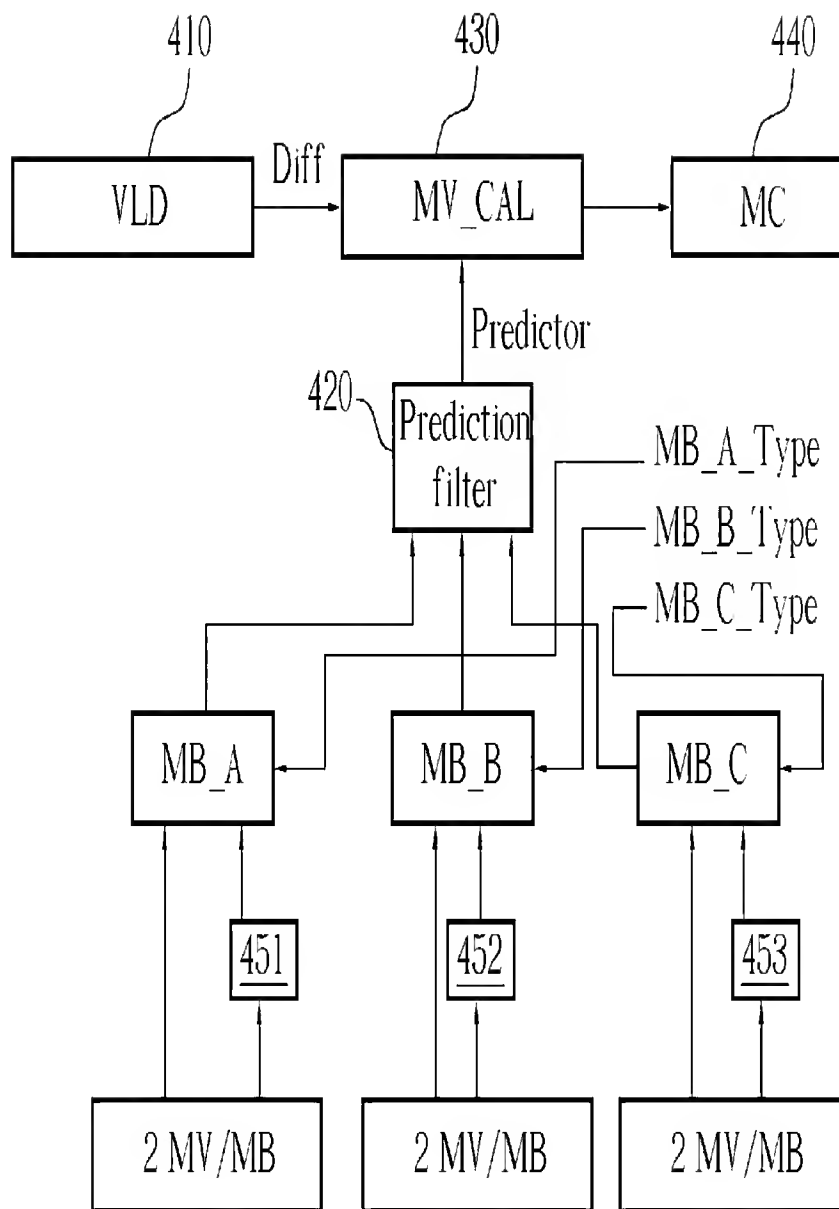 410
430
440
VLD
Diff
MV_CAL
MC
Predictor
420
Prediction
filter
MB_A_Type
MB_B_Type
MB_C_Type
MB_A
MB_B
MB_C
451
452
453
2 MV/MB
2 MV/MB
2 MV/MB